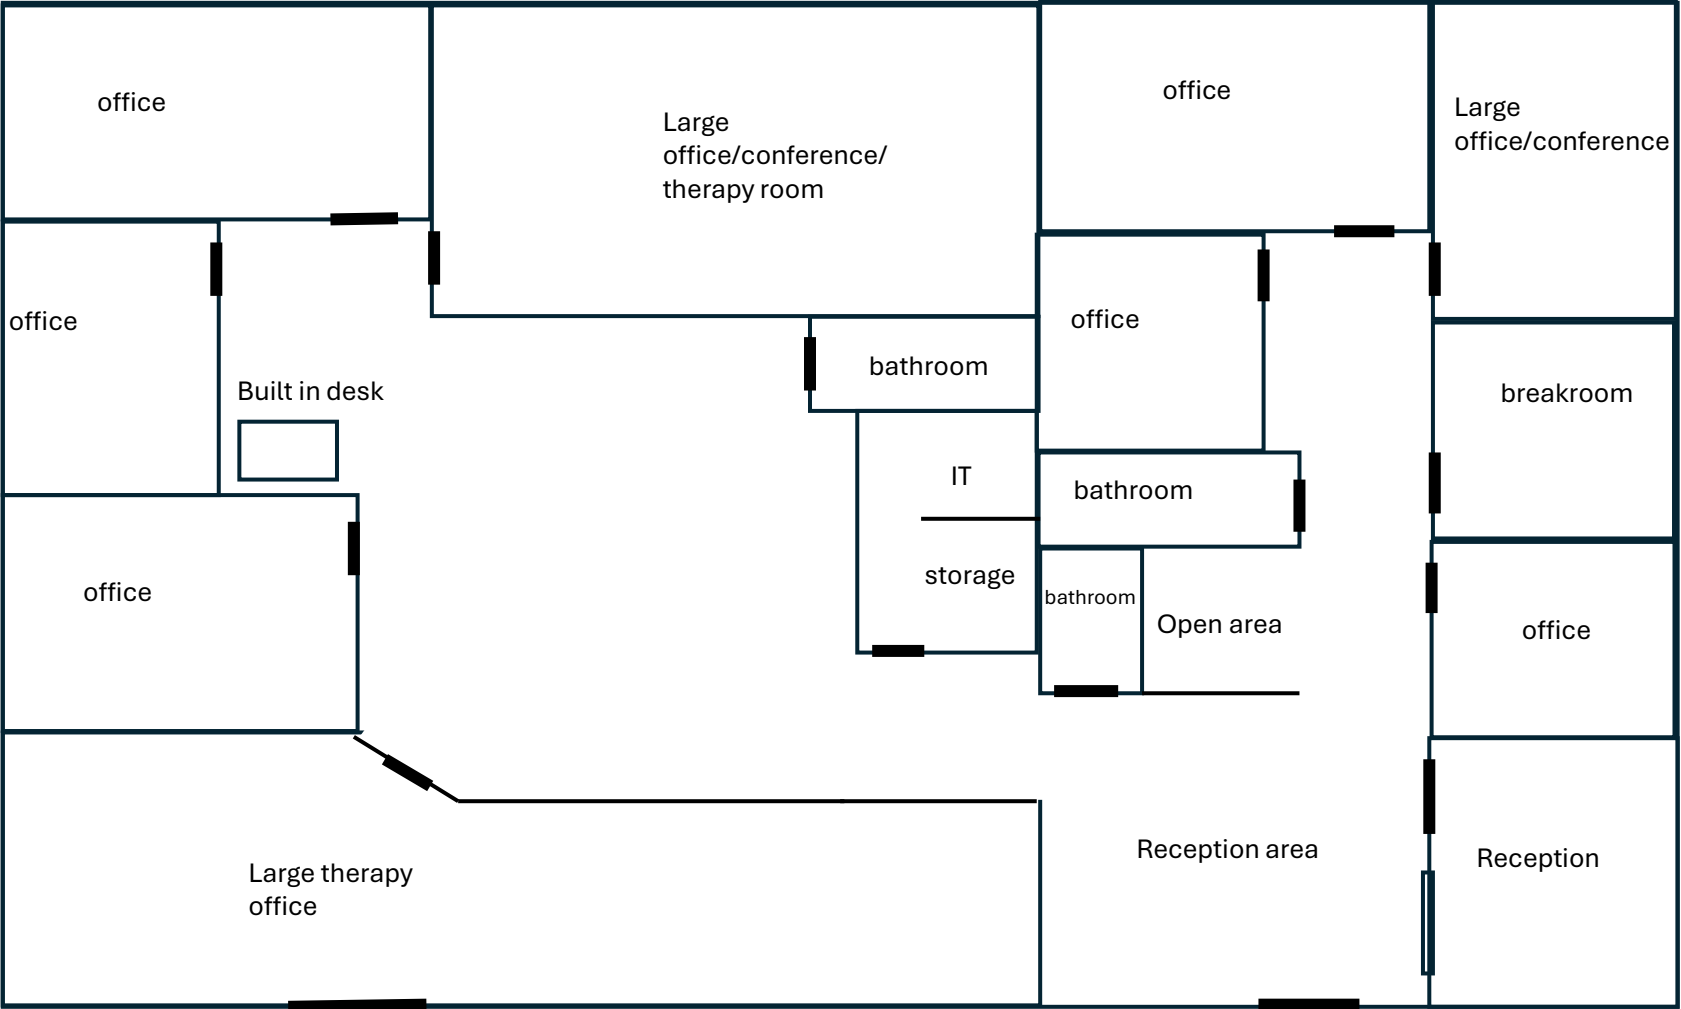 office
Large
office/conference/
therapy room
office
Large
office/conference
office
Built in desk
office
bathroom
office
breakroom
IT
bathroom
storage
bathroom
Open area
office
Large therapy
office
Reception area
Reception